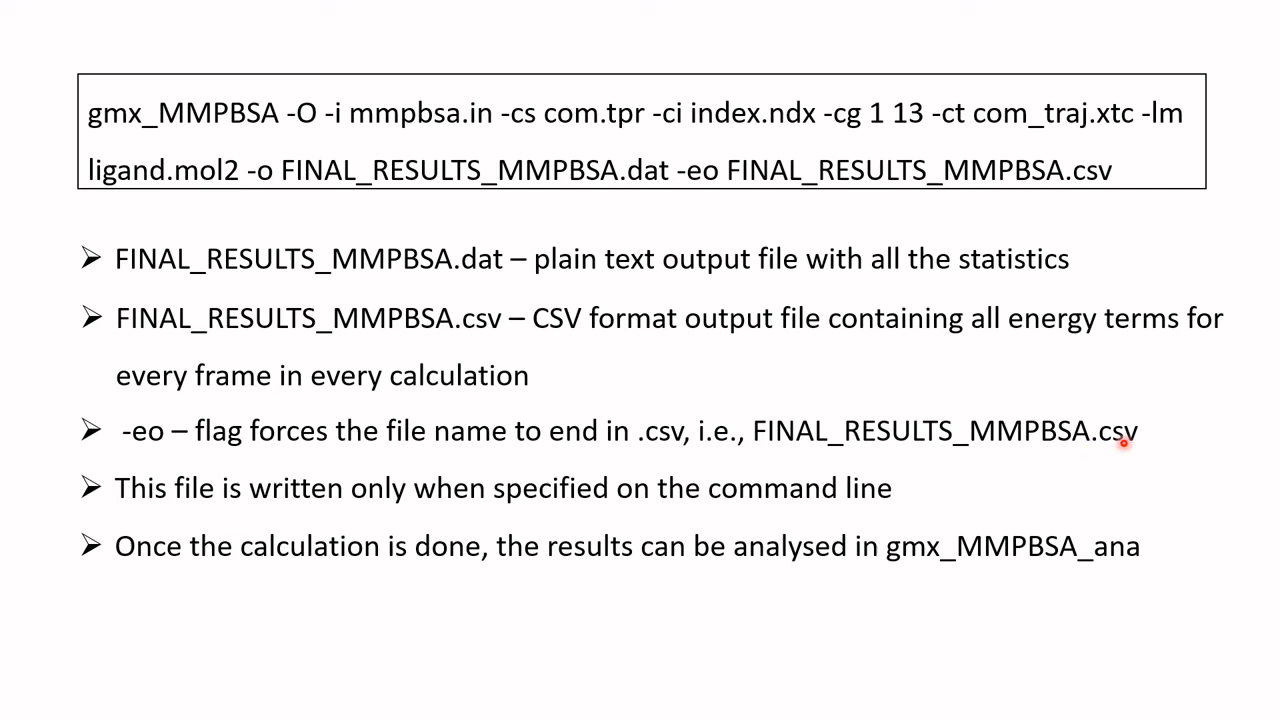 gmx_MMPBSA -O -i mmpbsa.in -cs com.tpr -ci index.ndx -cg 1 13 -ct com_traj.xtc -lm
ligand.mol2 -o FINAL_RESULTS_MMPBSA.dat -eo FINAL_RESULTS_MMPBSA.csv
➢ FINAL_RESULTS_MMPBSA.dat – plain text output file with all the statistics
➢ FINAL_RESULTS_MMPBSA.csv – CSV format output file containing all energy terms for
every frame in every calculation
➢ -eo – flag forces the file name to end in .csv, i.e., FINAL_RESULTS_MMPBSA.csv
➢ This file is written only when specified on the command line
➢ Once the calculation is done, the results can be analysed in gmx_MMPBSA_ana